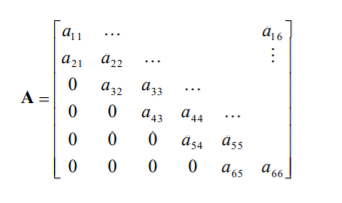 a₁₁ … a₁₆
a₂₁ a₂₂ … ⋮
0 a₃₂ a₃₃ …
A = 0 0 a₄₃ a₄₄ …
0 0 0 a₅₄ a₅₅
0 0 0 0 a₆₅ a₆₆